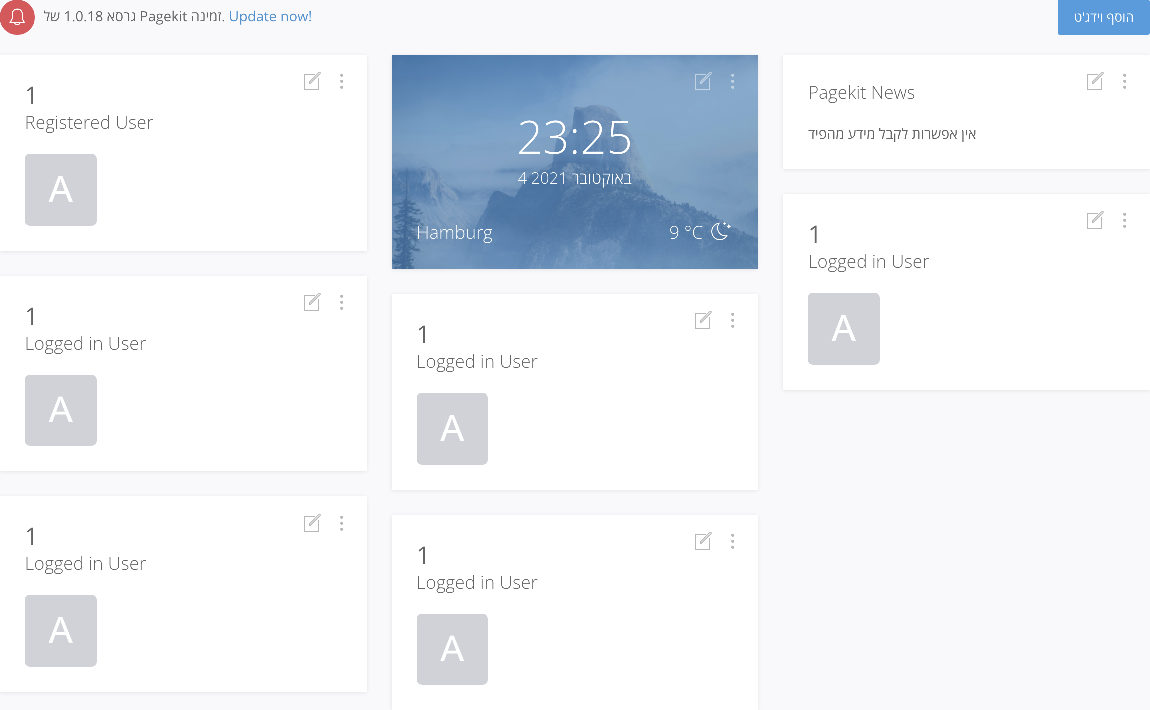 גרסא 1.0.18 של Pagekit זמינה. Update now!
הוסף וידג'ט
1
Registered User
A
1
Logged in User
A
1
Logged in User
A
23:25
4 באוקטובר 2021
Hamburg
9 °C
1
Logged in User
A
1
Logged in User
A
Pagekit News
אין אפשרות לקבל מידע מהפיד
1
Logged in User
A